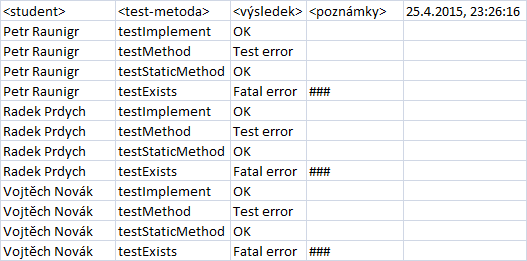 <student> <test-metoda> <výsledek> <poznámky> 25.4.2015, 23:26:16
Petr Raunigr testImplement OK
Petr Raunigr testMethod Test error
Petr Raunigr testStaticMethod OK
Petr Raunigr testExists Fatal error ###
Radek Prdych testImplement OK
Radek Prdych testMethod Test error
Radek Prdych testStaticMethod OK
Radek Prdych testExists Fatal error ###
Vojtěch Novák testImplement OK
Vojtěch Novák testMethod Test error
Vojtěch Novák testStaticMethod OK
Vojtěch Novák testExists Fatal error ###